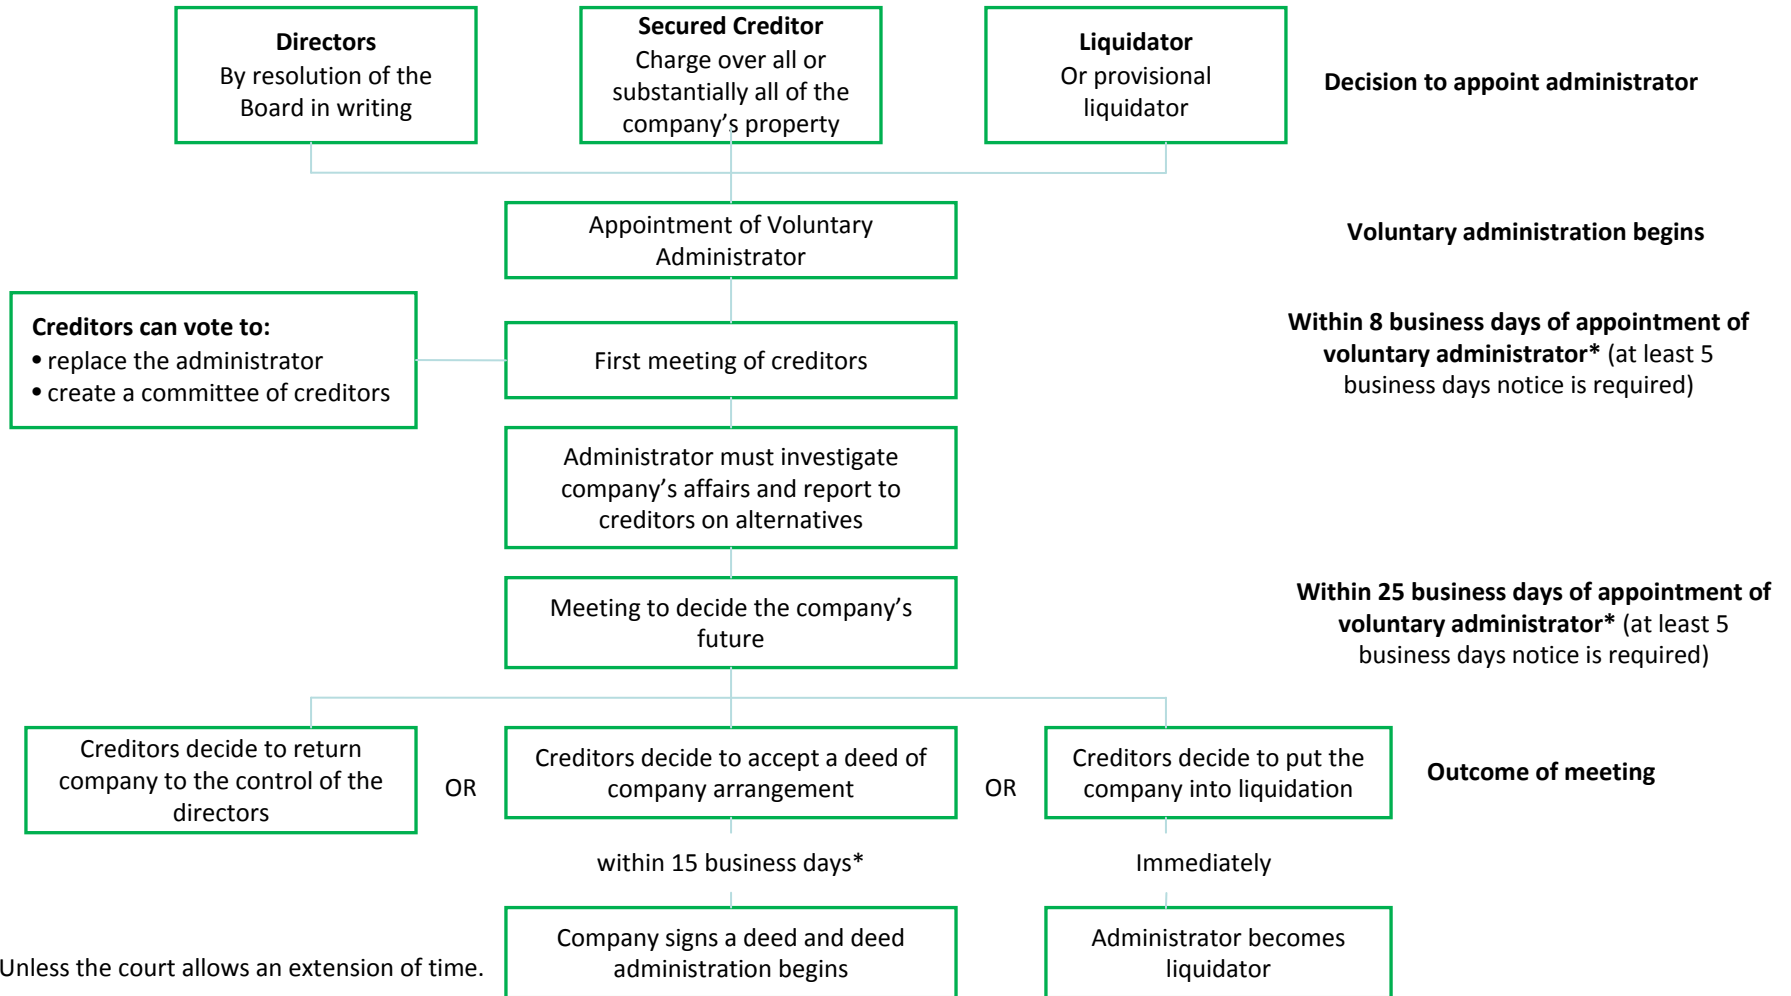 Directors
By resolution of the
Board in writing
Secured Creditor
Charge over all or
substantially all of the
company’s property
Liquidator
Or provisional
liquidator
Decision to appoint administrator
Appointment of Voluntary
Administrator
Voluntary administration begins
Creditors can vote to:
• replace the administrator
• create a committee of creditors
First meeting of creditors
Within 8 business days of appointment of
voluntary administrator* (at least 5
business days notice is required)
Administrator must investigate
company’s affairs and report to
creditors on alternatives
Meeting to decide the company’s
future
Within 25 business days of appointment of
voluntary administrator* (at least 5
business days notice is required)
Creditors decide to return
company to the control of the
directors
OR
Creditors decide to accept a deed of
company arrangement
OR
Creditors decide to put the
company into liquidation
Outcome of meeting
within 15 business days*
Immediately
Company signs a deed and deed
administration begins
Administrator becomes
liquidator
Unless the court allows an extension of time.